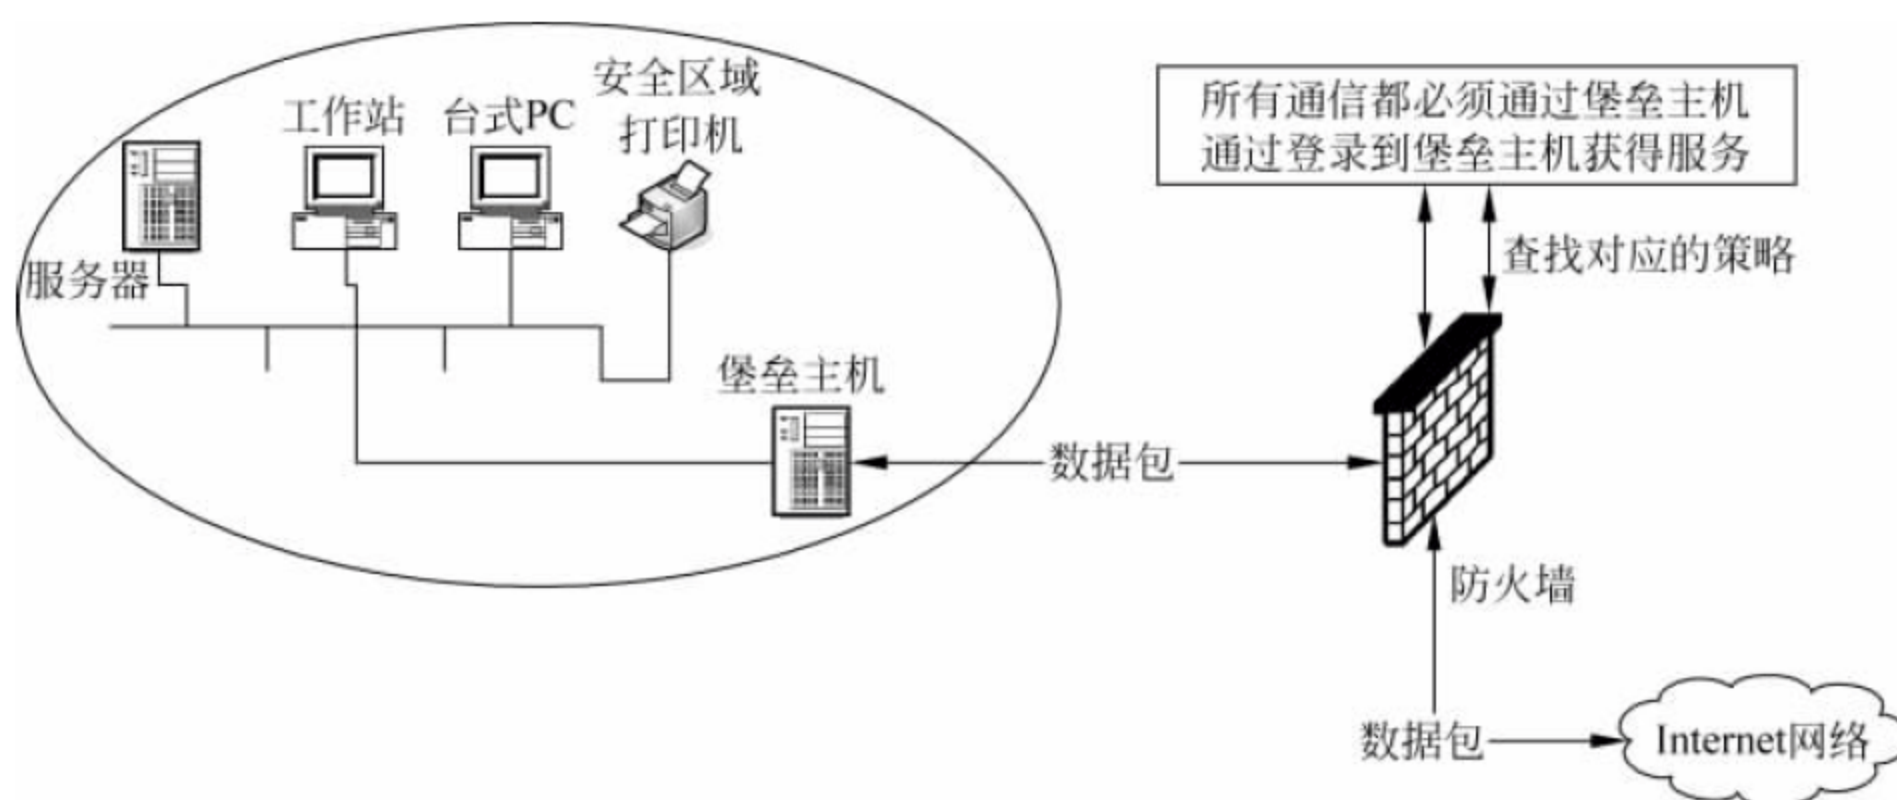 安全区域
打印机
工作站
台式PC
服务器
堡垒主机
所有通信都必须通过堡垒主机
通过登录到堡垒主机获得服务
查找对应的策略
数据包
防火墙
数据包
Internet网络